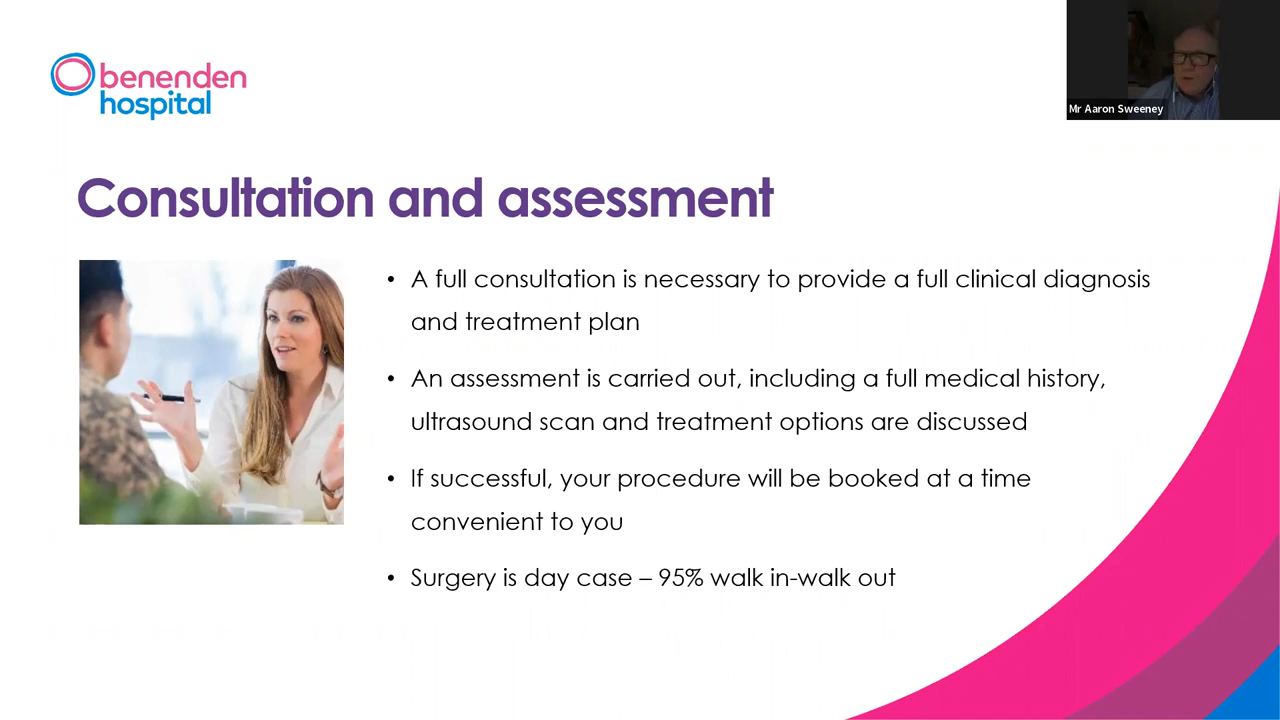 benenden
hospital
Mr Aaron Sweeney
Consultation and assessment
• A full consultation is necessary to provide a full clinical diagnosis
and treatment plan
• An assessment is carried out, including a full medical history,
ultrasound scan and treatment options are discussed
• If successful, your procedure will be booked at a time
convenient to you
• Surgery is day case – 95% walk in-walk out